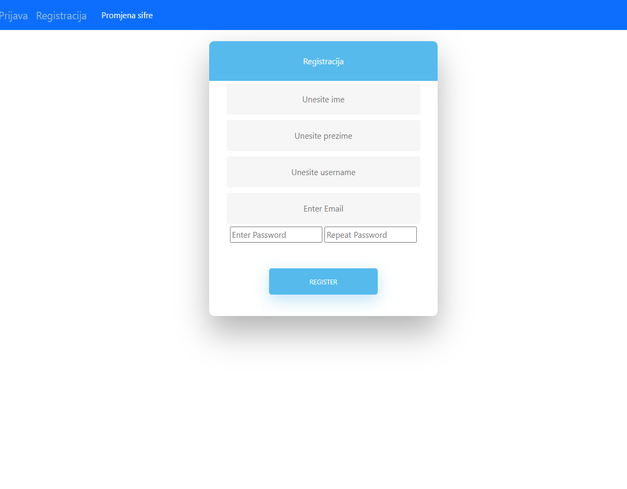 Prijava Registracija Promjena sifre
Registracija
Unesite ime
Unesite prezime
Unesite username
Enter Email
Enter Password Repeat Password
REGISTER